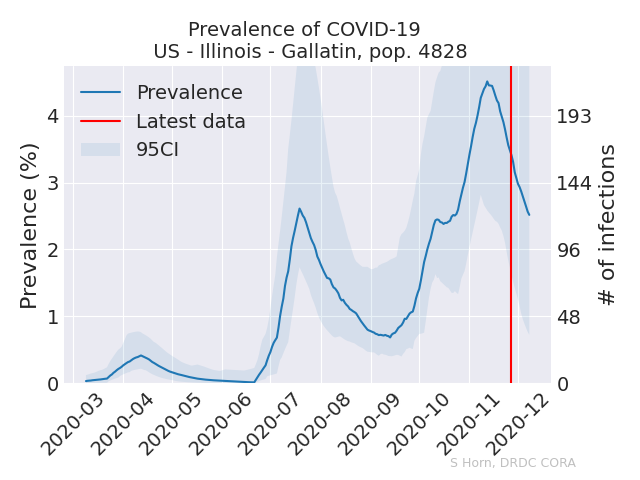 Prevalence of COVID-19
US - Illinois - Gallatin, pop. 4828
Prevalence
Latest data
95CI
Prevalence (%)
4
3
2
1
0
193
144
96
48
0
# of infections
2020-03
2020-04
2020-05
2020-06
2020-07
2020-08
2020-09
2020-10
2020-11
2020-12
S Horn, DRDC CORA